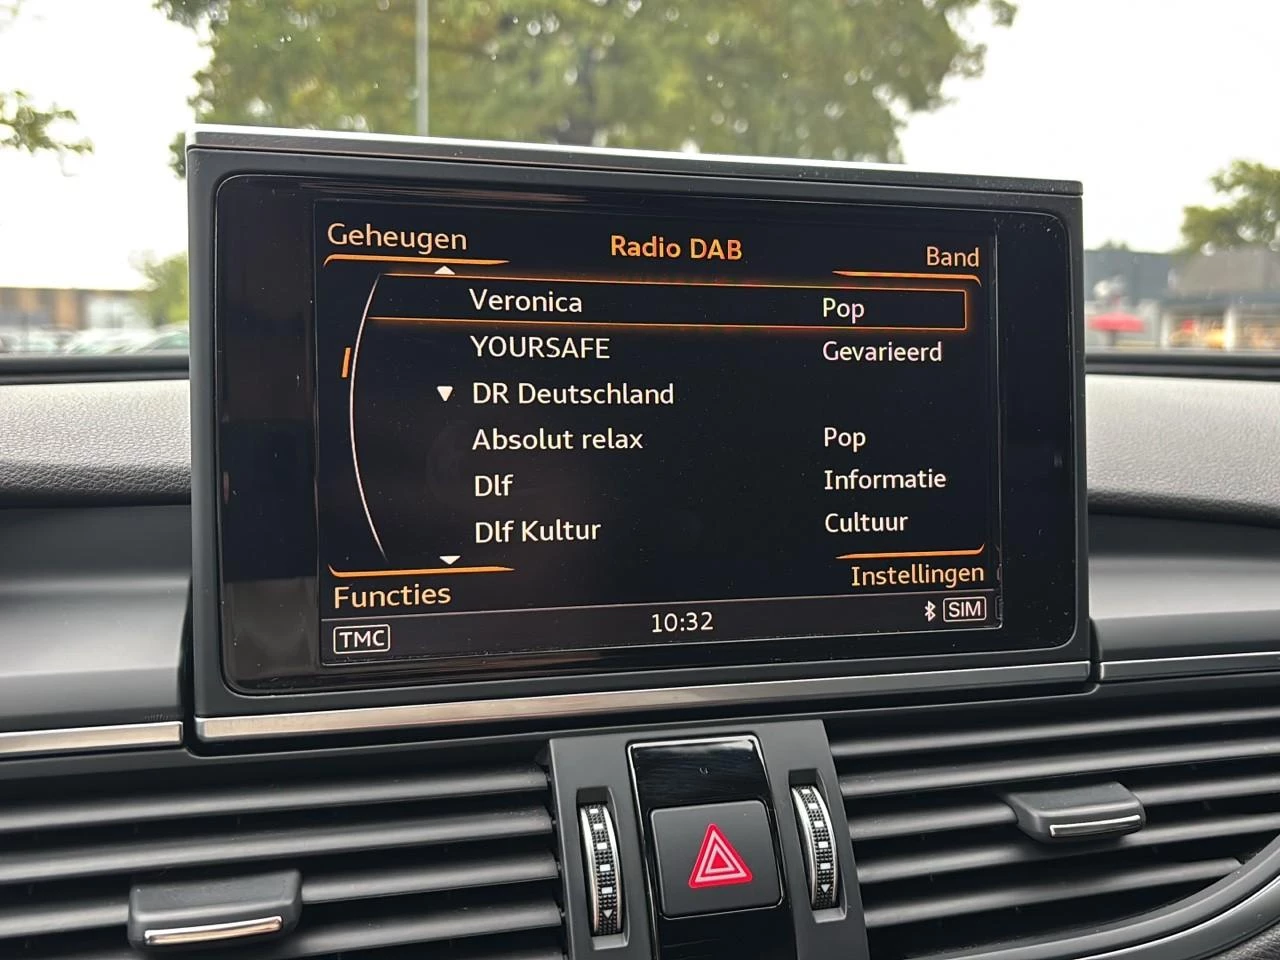 Geheugen Radio DAB Band
Veronica Pop
YOURSAFE Gevarieerd
DR Deutschland
Absolut relax Pop
Dlf Informatie
Dlf Kultur Cultuur
Functies Instellingen
TMC 10:32 SIM